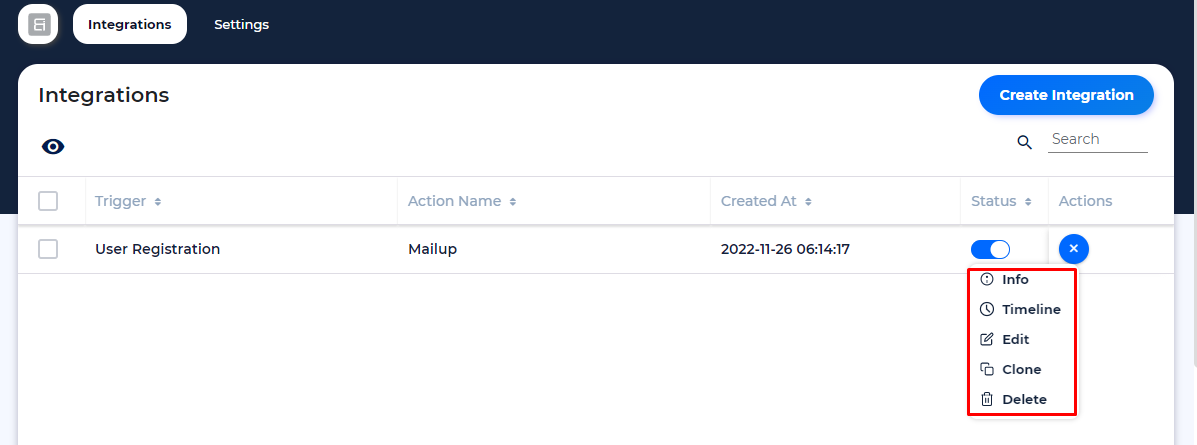 Integrations Settings
Integrations
Create Integration
Search
Trigger Action Name Created At Status Actions
User Registration Mailup 2022-11-26 06:14:17
Info
Timeline
Edit
Clone
Delete